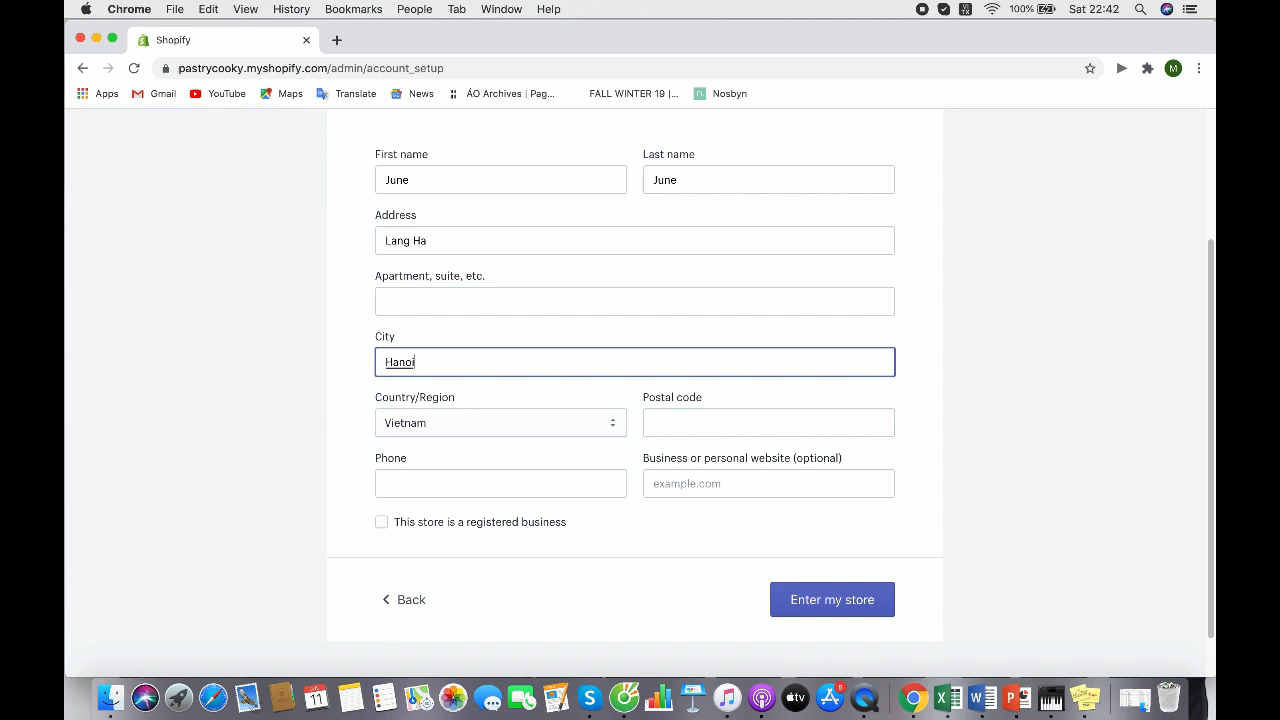 Chrome File Edit View History Bookmarks People Tab Window Help 100% Sat 22:42
Shopify
pastrycooky.myshopify.com/admin/account_setup M
Apps Gmail YouTube Maps Translate News ÁO Archives | Pag... FALL WINTER 19 |... n. Nosbyn
First name Last name
June June
Address
Lang Ha
Apartment, suite, etc.
City
Hanoi
Country/Region Postal code
Vietnam
Phone Business or personal website (optional)
example.com
This store is a registered business
Back Enter my store